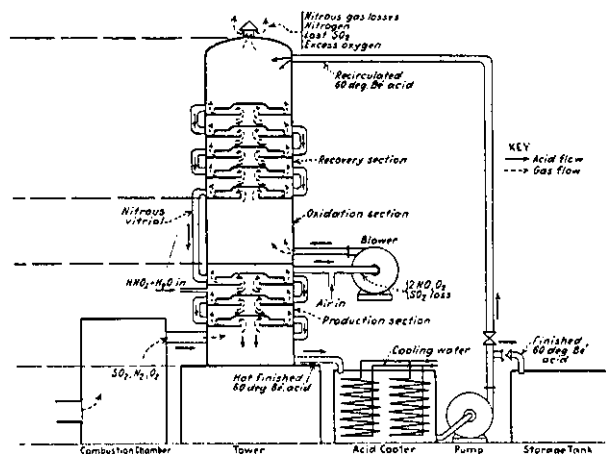 Nitrous gas losses
Nitrogen
Lost SO₂
Excess oxygen
Recirculated
60 deg. Bé acid
KEY
Acid flow
Gas flow
Recovery section
Nitrous
vitriol
Oxidation section
Blower
HNO₃+H₂O in
2NO, O₂
SO₂ loss
Air in
Production section
Finished
60 deg. Bé
acid
Cooling water
SO₂, N₂, O₂
Hot finished
60 deg. Bé acid
Combustion Chamber
Tower
Acid Cooler
Pump
Storage Tank